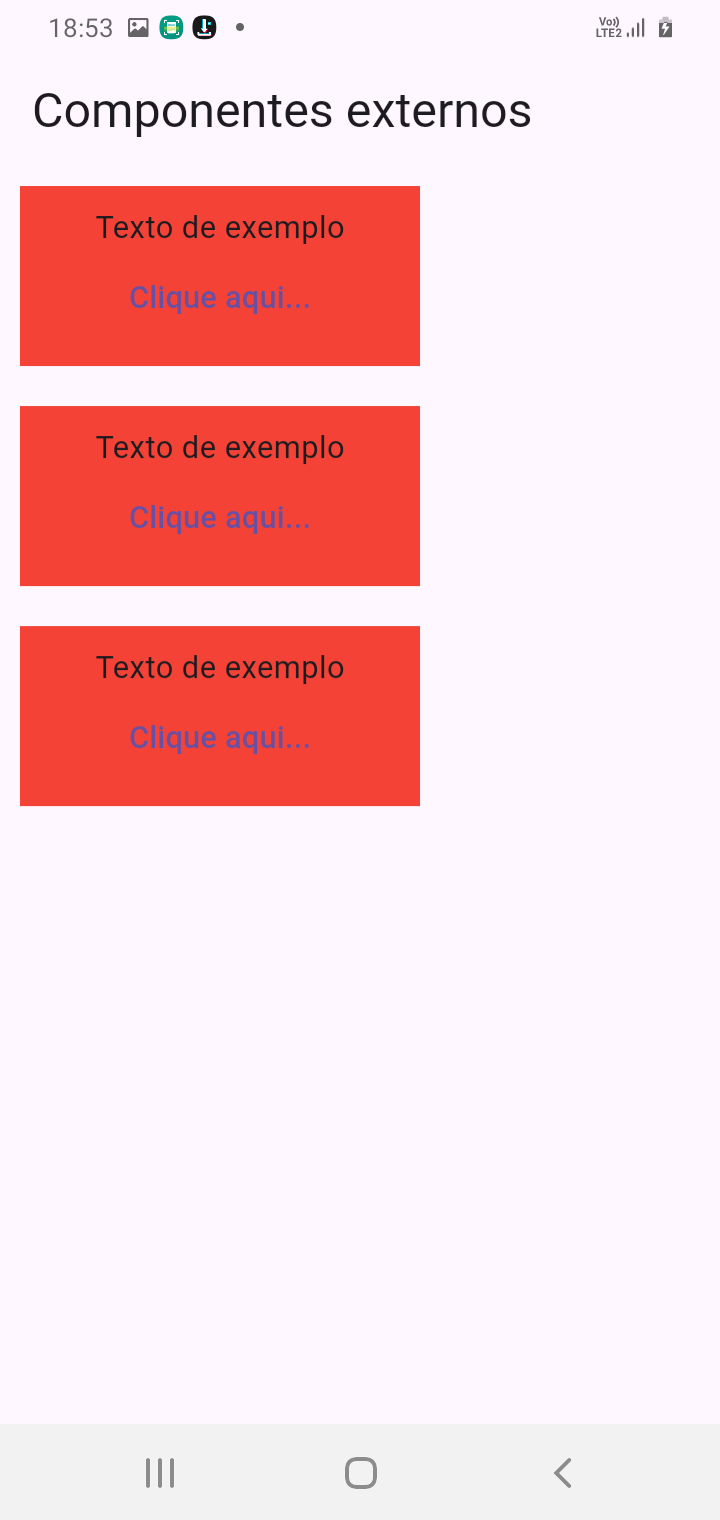 18:53
Vo))
LTE2
Componentes externos
Texto de exemplo
Clique aqui...
Texto de exemplo
Clique aqui...
Texto de exemplo
Clique aqui...